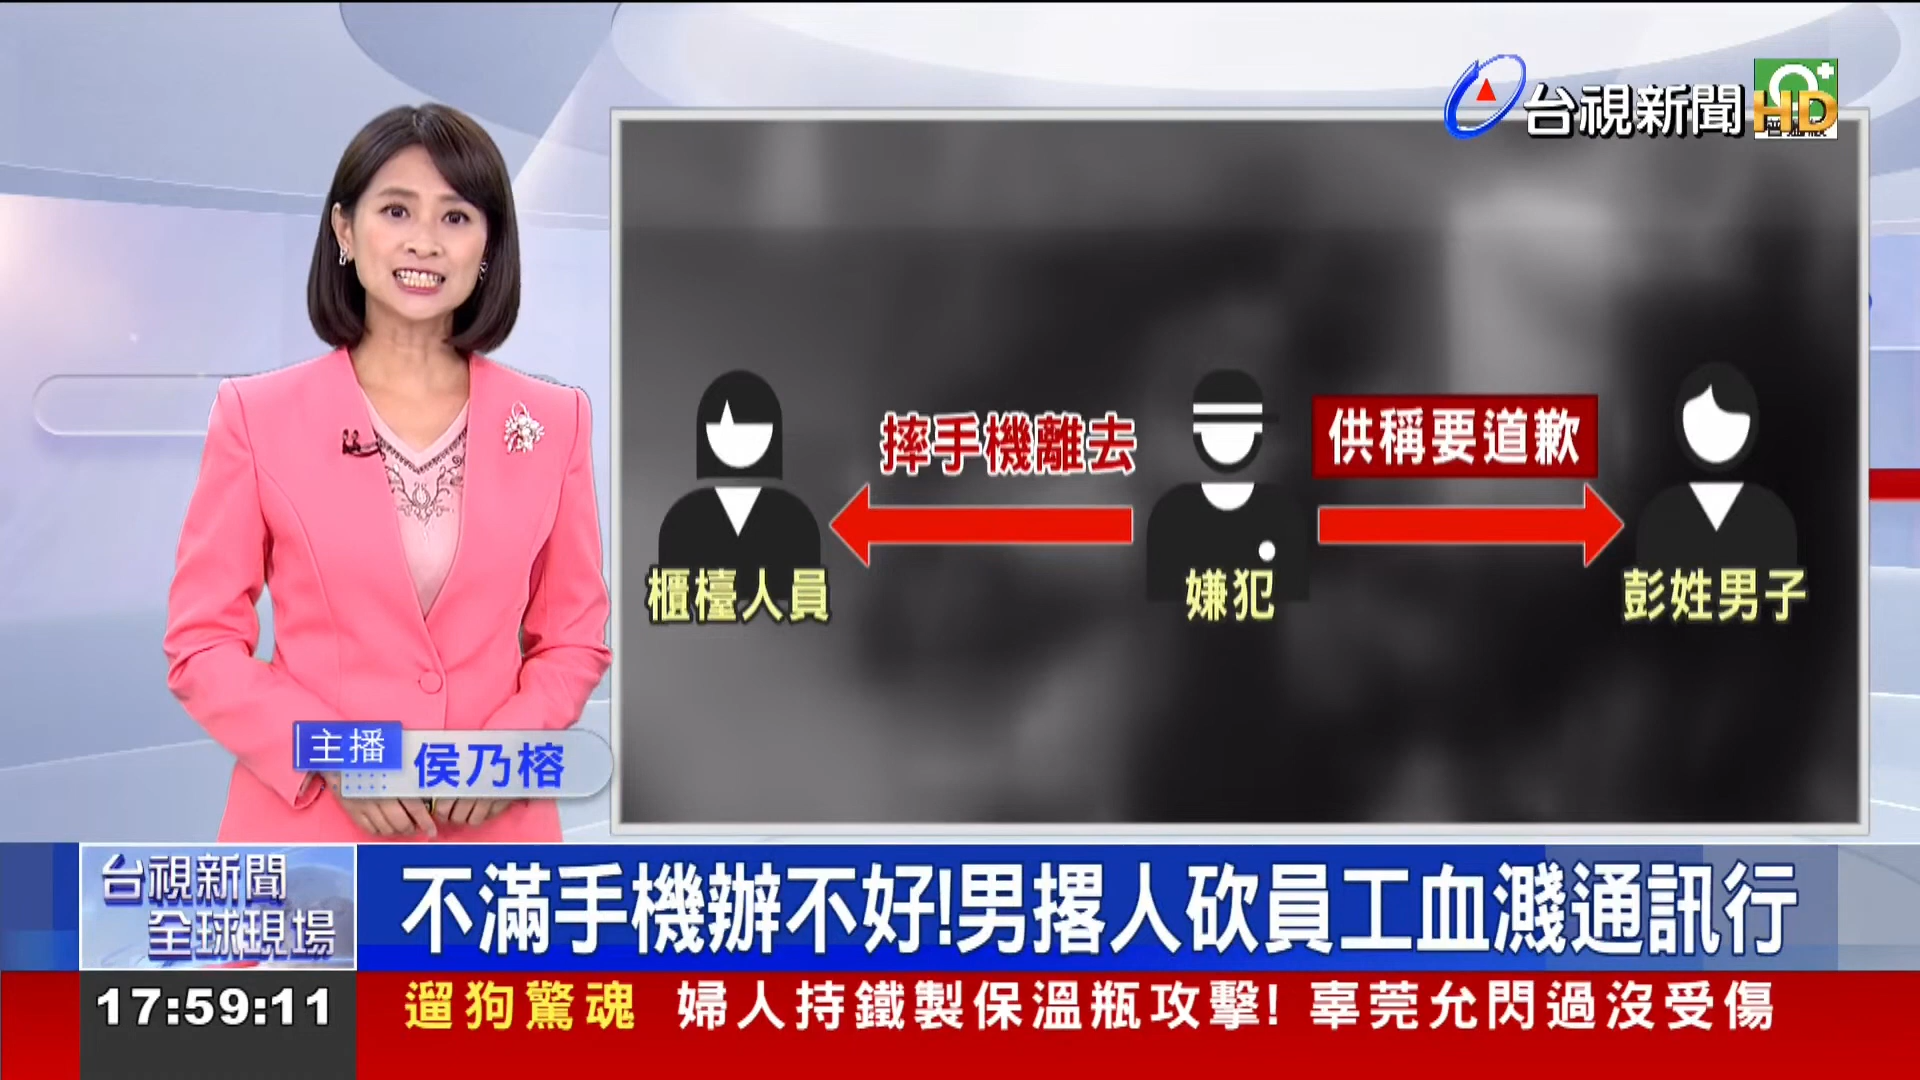 台視新聞 HD
摔手機離去
供稱要道歉
櫃檯人員
嫌犯
彭姓男子
主播 侯乃榕
台視新聞
全球現場
不滿手機辦不好!男撂人砍員工血濺通訊行
17:59:11
遛狗驚魂 婦人持鐵製保溫瓶攻擊! 辜莞允閃過沒受傷